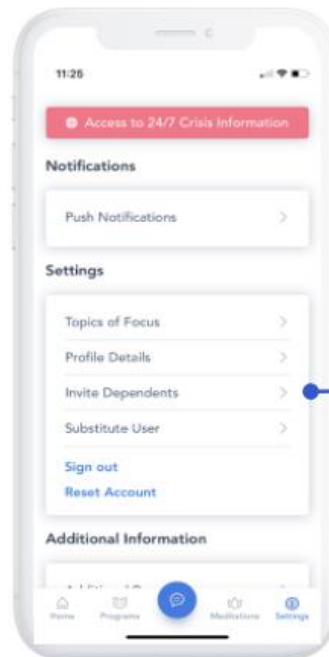 11:26
Access to 24/7 Crisis Information
Notifications
Push Notifications
Settings
Topics of Focus
Profile Details
Invite Dependents
Substitute User
Sign out
Reset Account
Additional Information
Home Programs Meditations Settings